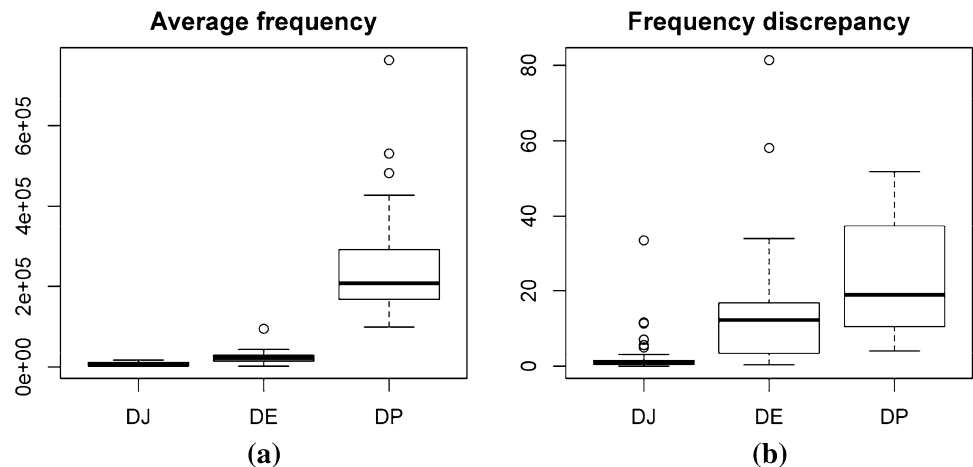 Average frequency
6e+05
4e+05
2e+05
0e+00
DJ DE DP
(a)
Frequency discrepancy
80
60
40
20
0
DJ DE DP
(b)